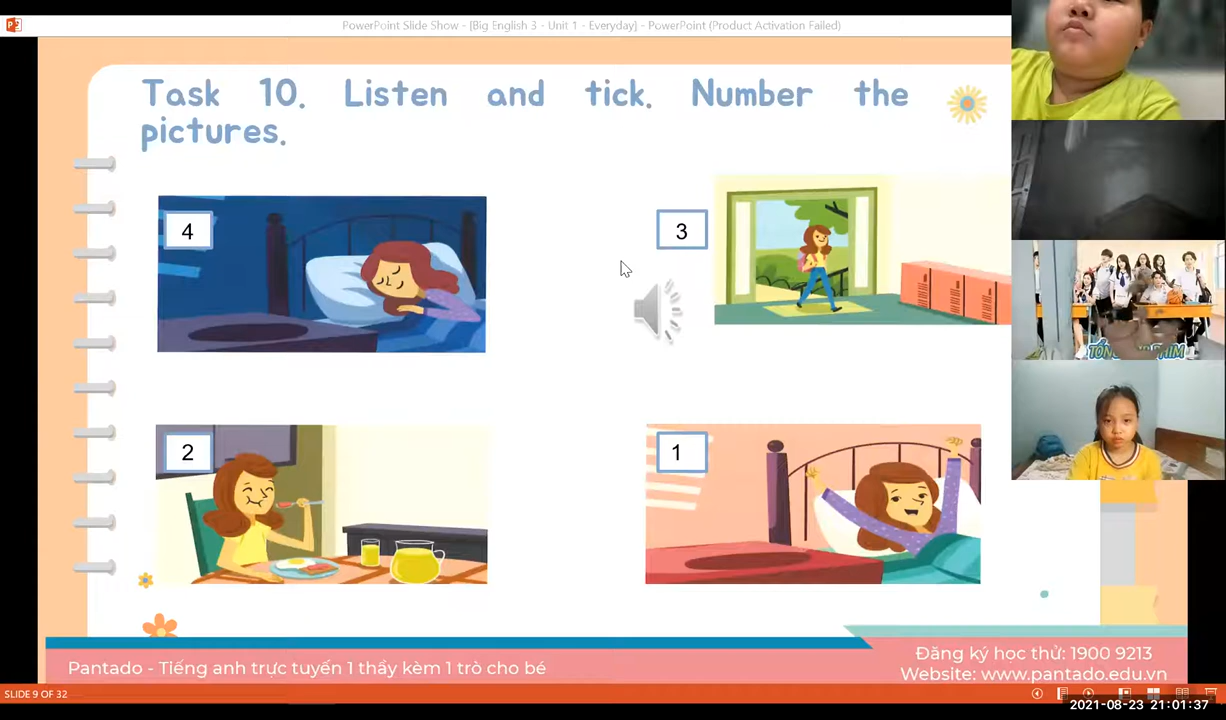 PowerPoint Slide Show - [Big English 3 - Unit 1 - Everyday] - PowerPoint (Product Activation Failed)
Task 10. Listen and tick. Number the
pictures.
4
3
2
1
Pantado - Tiếng anh trực tuyến 1 thầy kèm 1 trò cho bé
Đăng ký học thử: 1900 9213
Website: www.pantado.edu.vn
SLIDE 9 OF 32
2021-08-23 21:01:37